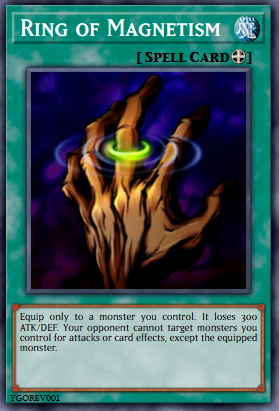 Ring of Magnetism
[Spell Card]
Equip only to a monster you control. It loses 300
ATK/DEF. Your opponent cannot target monsters you
control for attacks or card effects, except the equipped
monster.
YGOREV001